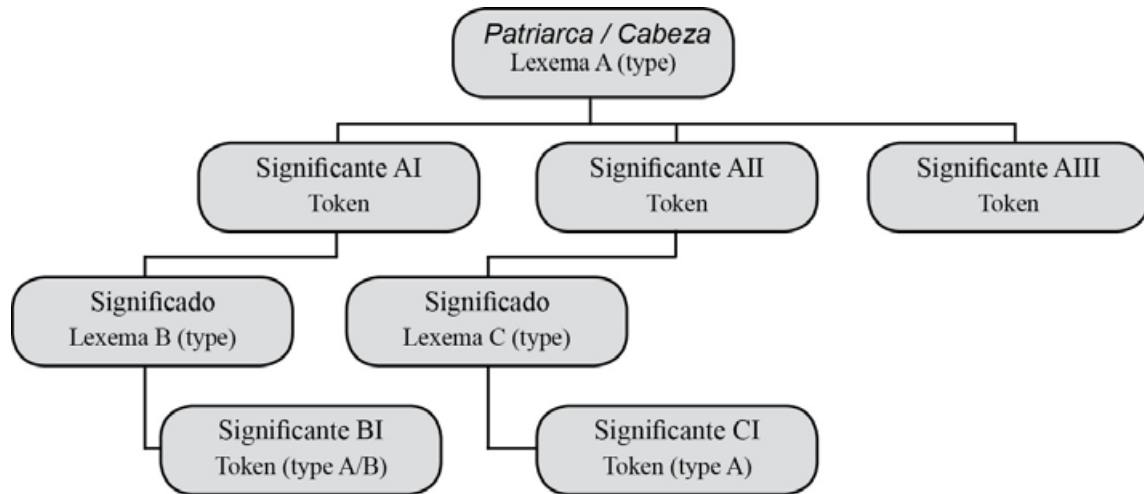 Patriarca / Cabeza
Lexema A (type)
Significante AI
Token
Significante AII
Token
Significante AIII
Token
Significado
Lexema B (type)
Significado
Lexema C (type)
Significante BI
Token (type A/B)
Significante CI
Token (type A)